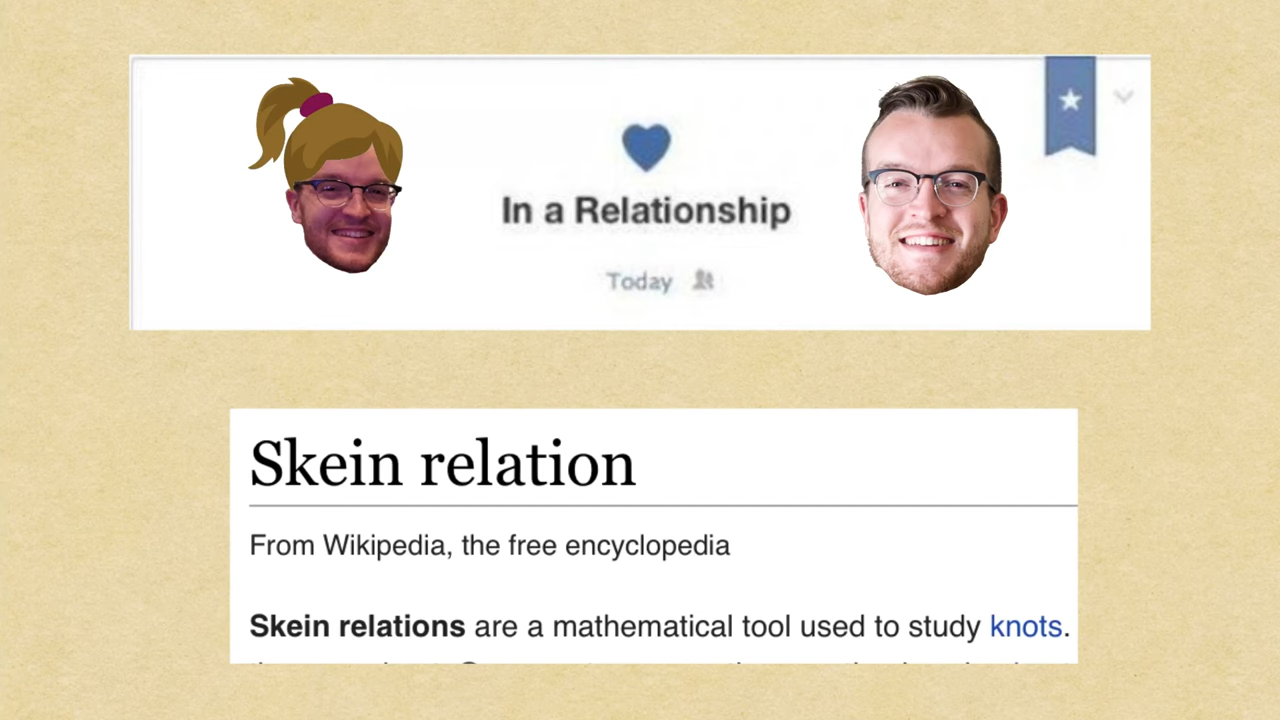 In a Relationship
Today
Skein relation
From Wikipedia, the free encyclopedia
Skein relations are a mathematical tool used to study knots.